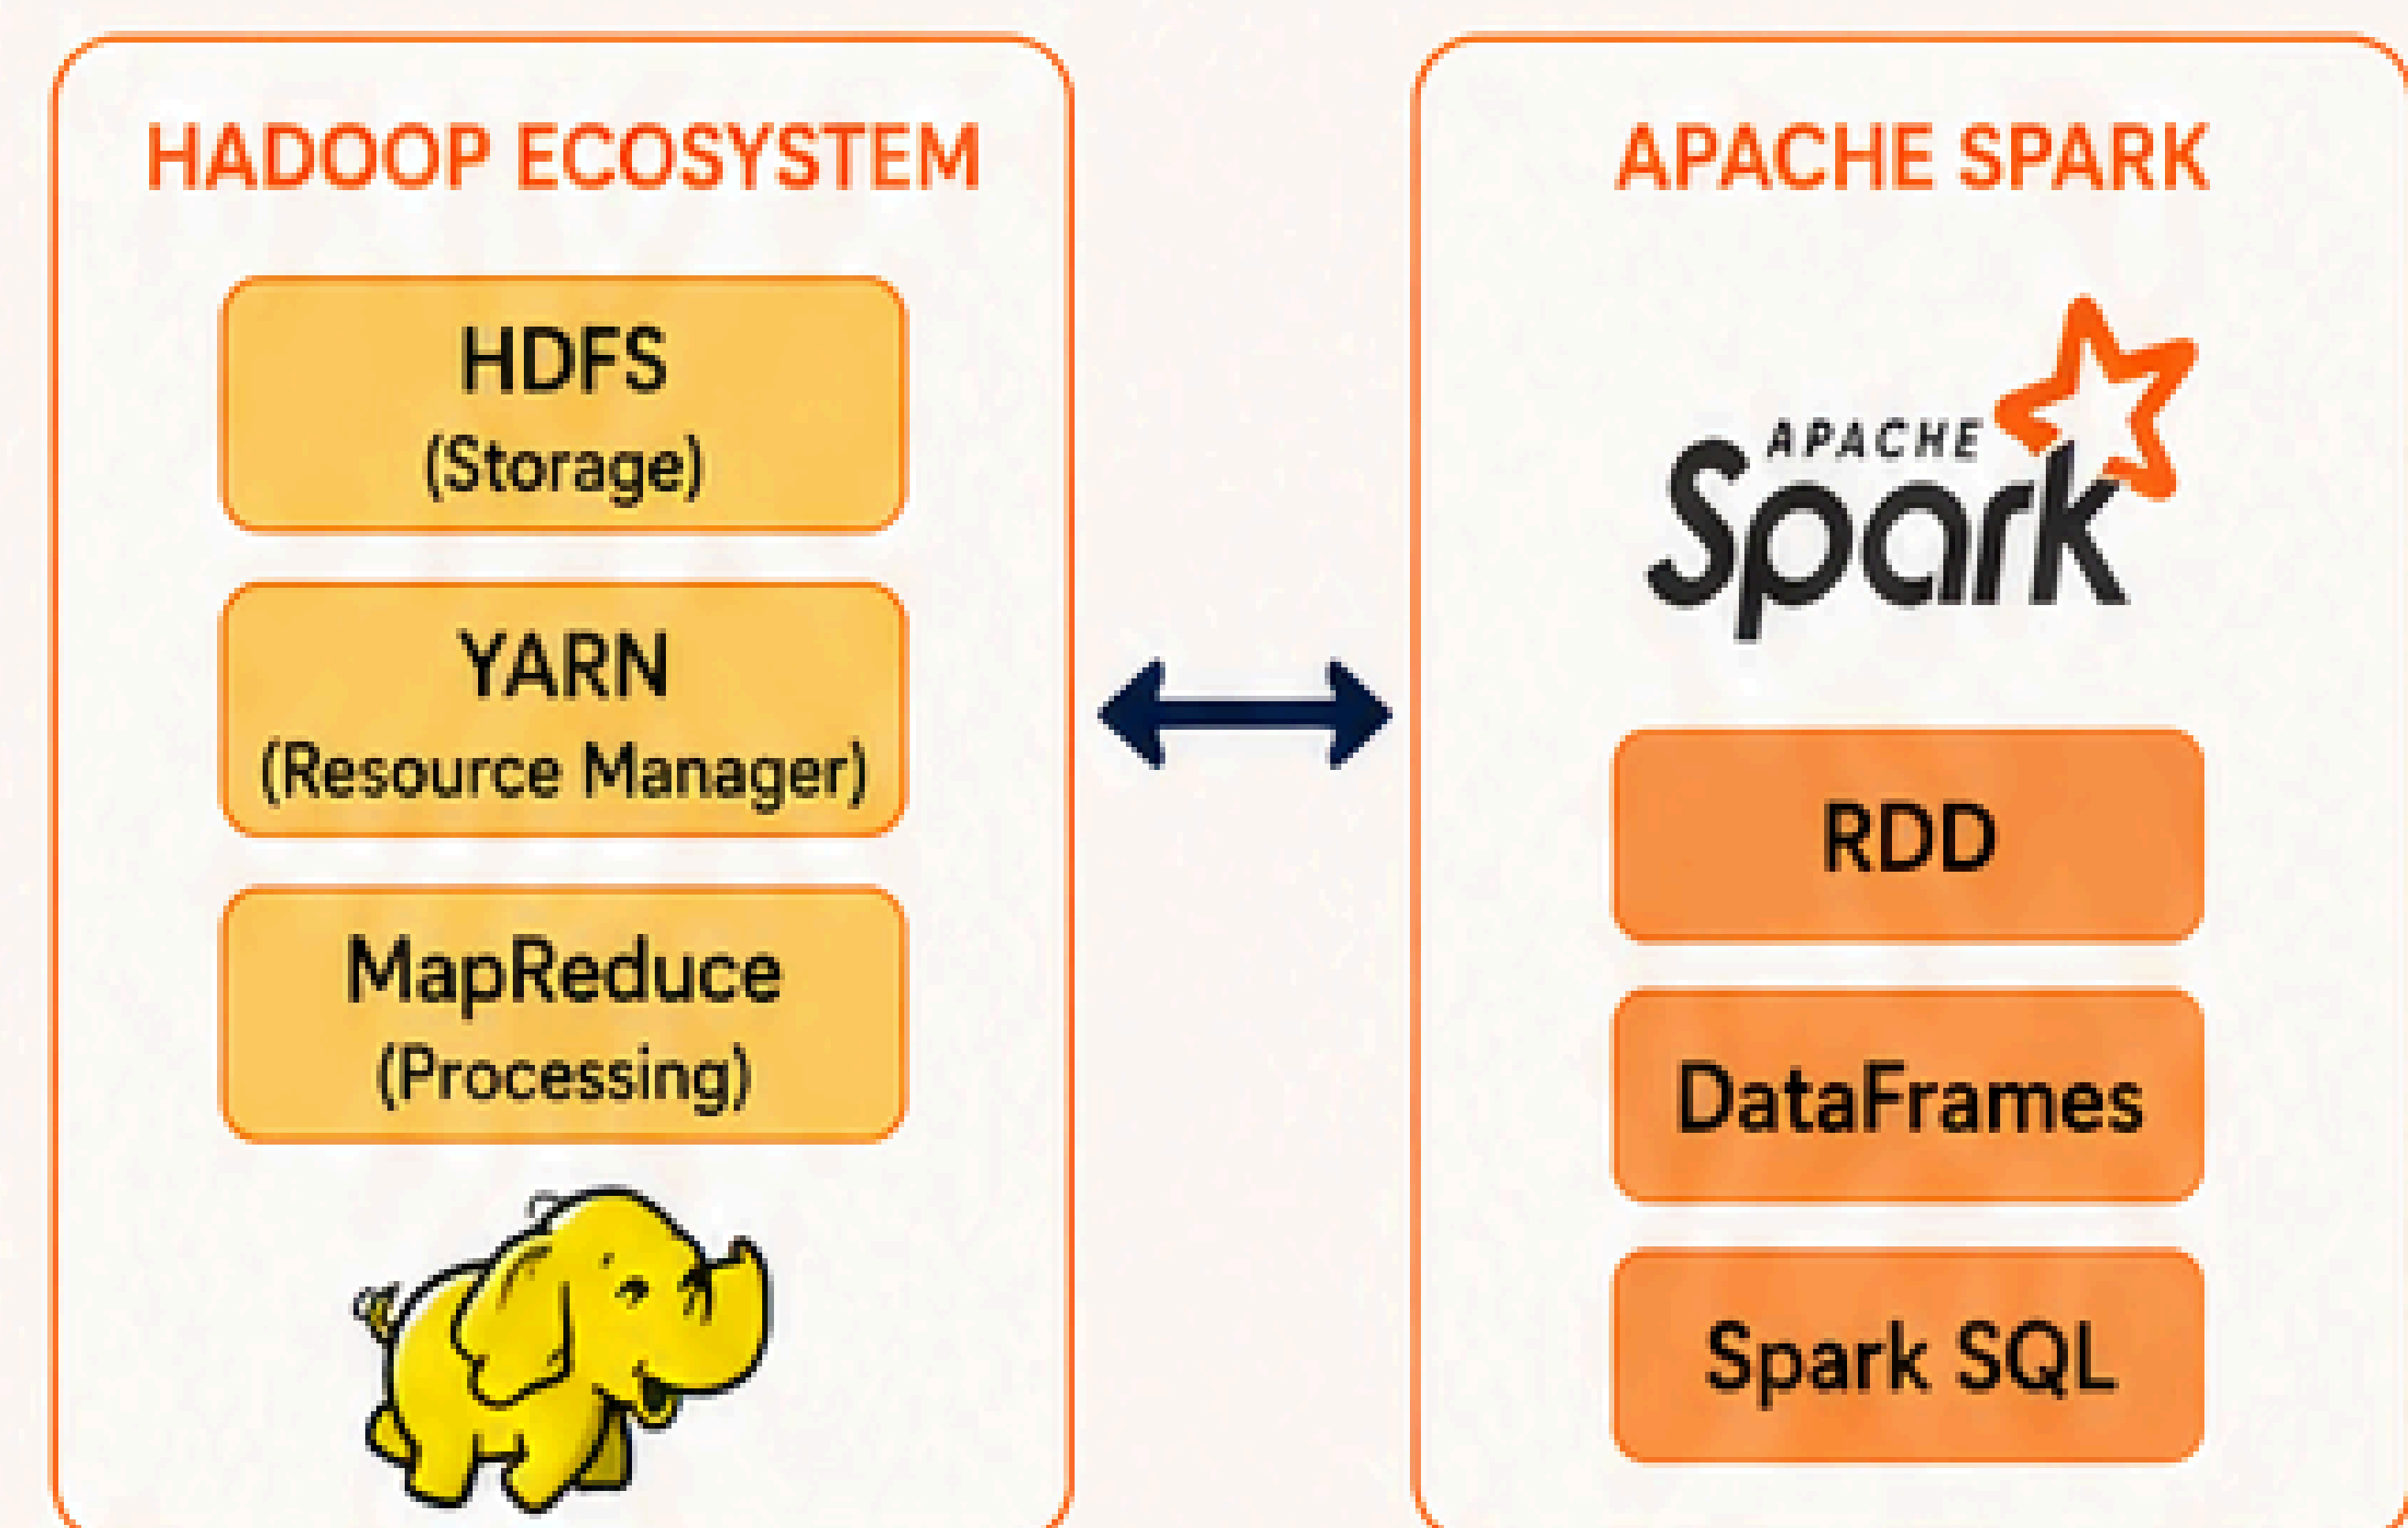 HADOOP ECOSYSTEM
HDFS
(Storage)
YARN
(Resource Manager)
MapReduce
(Processing)
APACHE SPARK
APACHE
Spark
RDD
DataFrames
Spark SQL